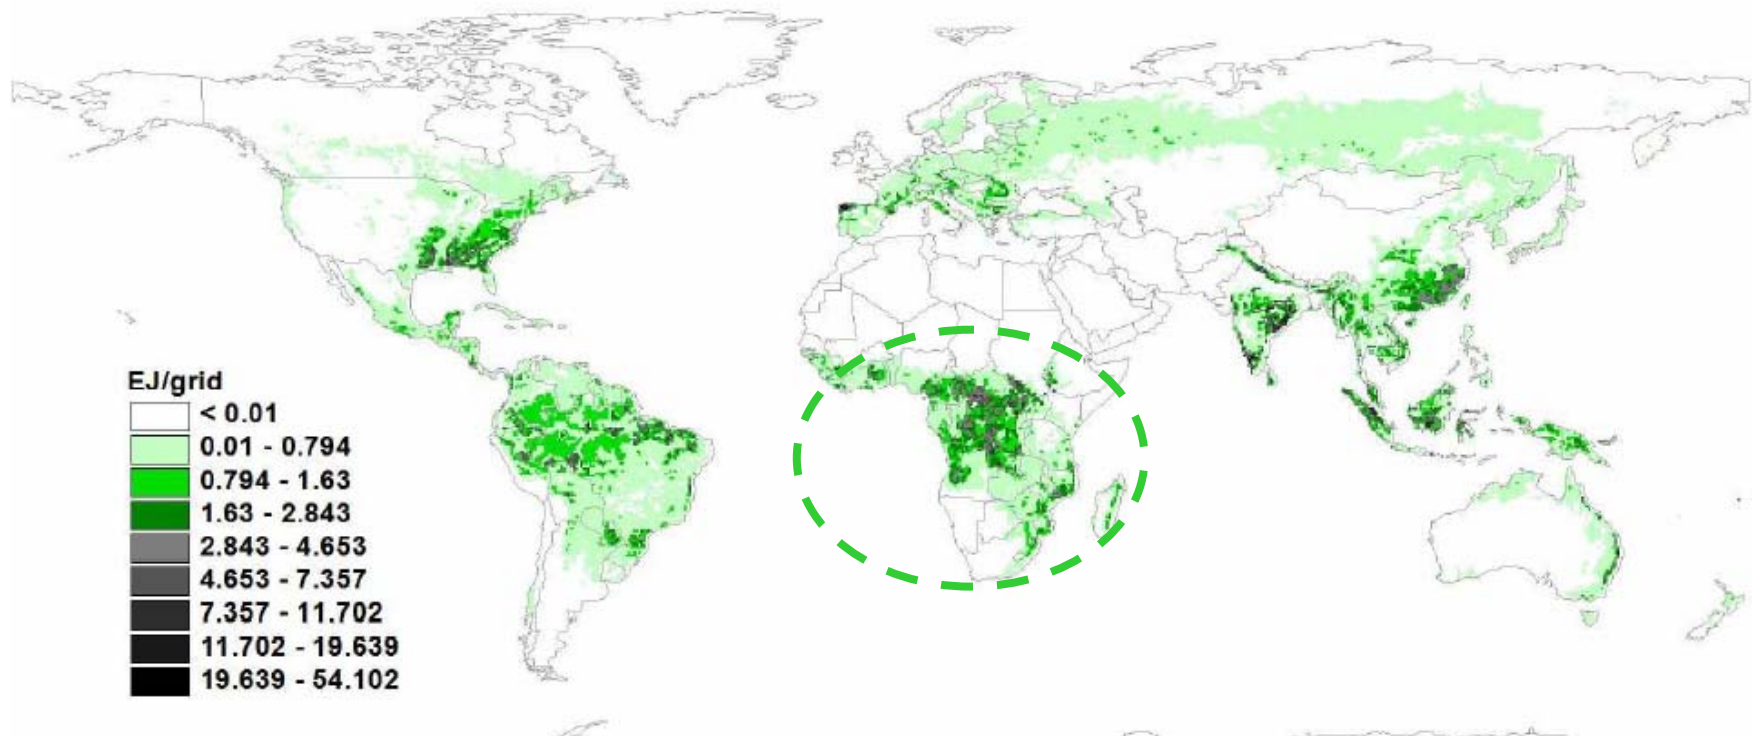 EJ/grid
< 0.01
0.01 - 0.794
0.794 - 1.63
1.63 - 2.843
2.843 - 4.653
4.653 - 7.357
7.357 - 11.702
11.702 - 19.639
19.639 - 54.102